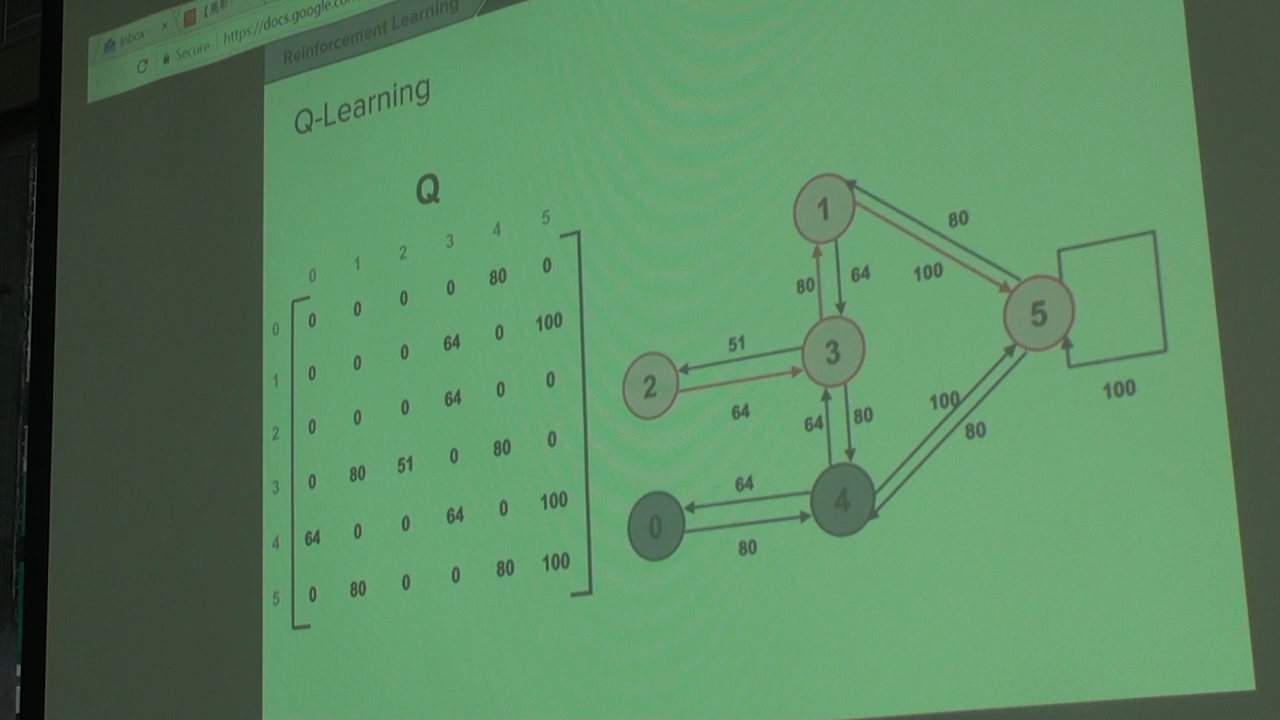 Inbox
Secure https://docs.google.co
Reinforcement Learning
Q-Learning
Q
0 1 2 3 4 5
0 0 0 0 0 80 0
1 0 0 0 64 0 100
2 0 0 0 64 0 0
3 0 80 51 0 80 0
4 64 0 0 64 0 100
5 0 80 0 0 80 100
1
80
100
80
64
5
51
3
2
64
100
64
80
100
80
64
4
0
80